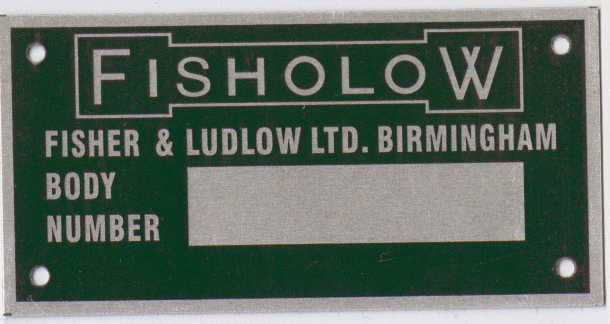 FISHOLOW
FISHER & LUDLOW LTD. BIRMINGHAM
BODY
NUMBER